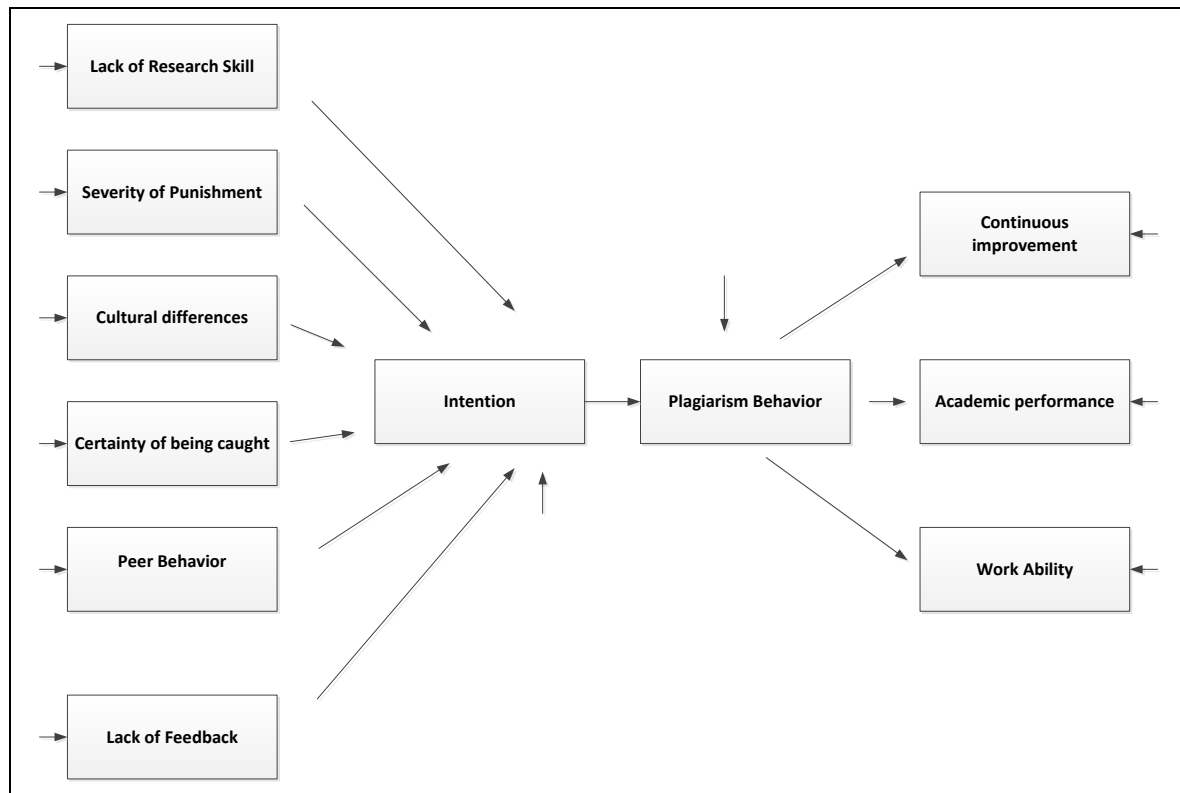 Lack of Research Skill
Severity of Punishment
Cultural differences
Certainty of being caught
Peer Behavior
Lack of Feedback
Intention
Plagiarism Behavior
Continuous
improvement
Academic performance
Work Ability